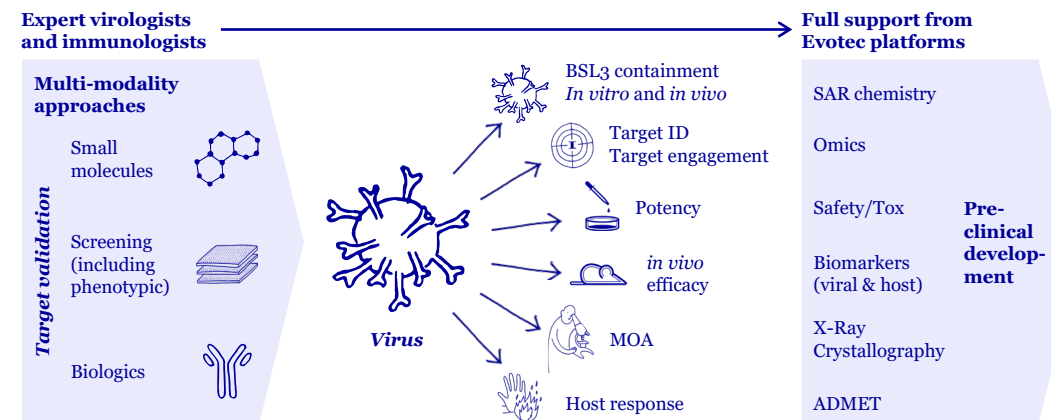 Expert virologists
and immunologists
Full support from
Evotec platforms
Multi-modality
approaches
Target validation
Small
molecules
Screening
(including
phenotypic)
Biologics
Virus
BSL3 containment
In vitro and in vivo
Target ID
Target engagement
Potency
in vivo
efficacy
MOA
Host response
SAR chemistry
Omics
Safety/Tox
Biomarkers
(viral & host)
X-Ray
Crystallography
ADMET
Pre-
clinical
develop-
ment